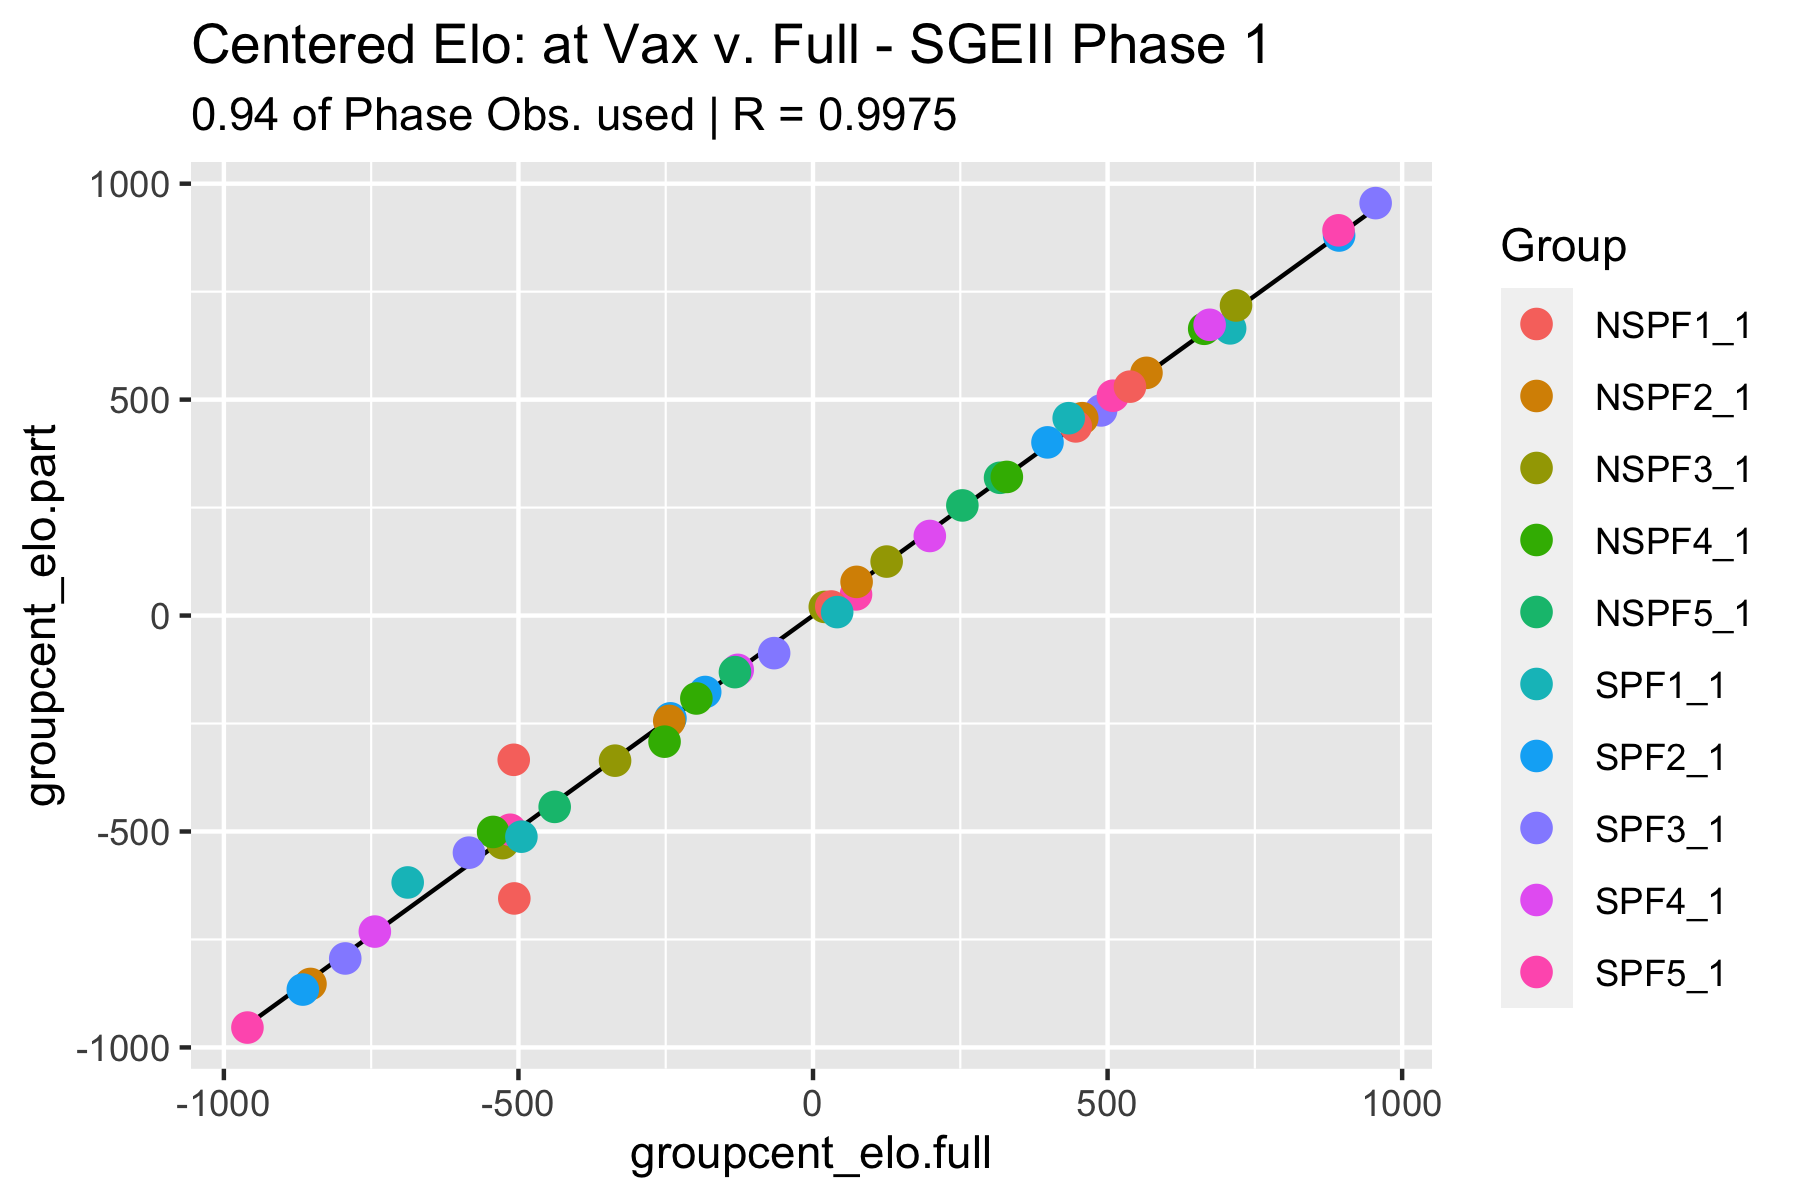 Centered Elo: at Vax v. Full - SGEII Phase 1
0.94 of Phase Obs. used | R = 0.9975
groupcent_elo.part
1000
500
0
-500
-1000
-1000
-500
0
500
1000
groupcent_elo.full
Group
NSPF1_1
NSPF2_1
NSPF3_1
NSPF4_1
NSPF5_1
SPF1_1
SPF2_1
SPF3_1
SPF4_1
SPF5_1